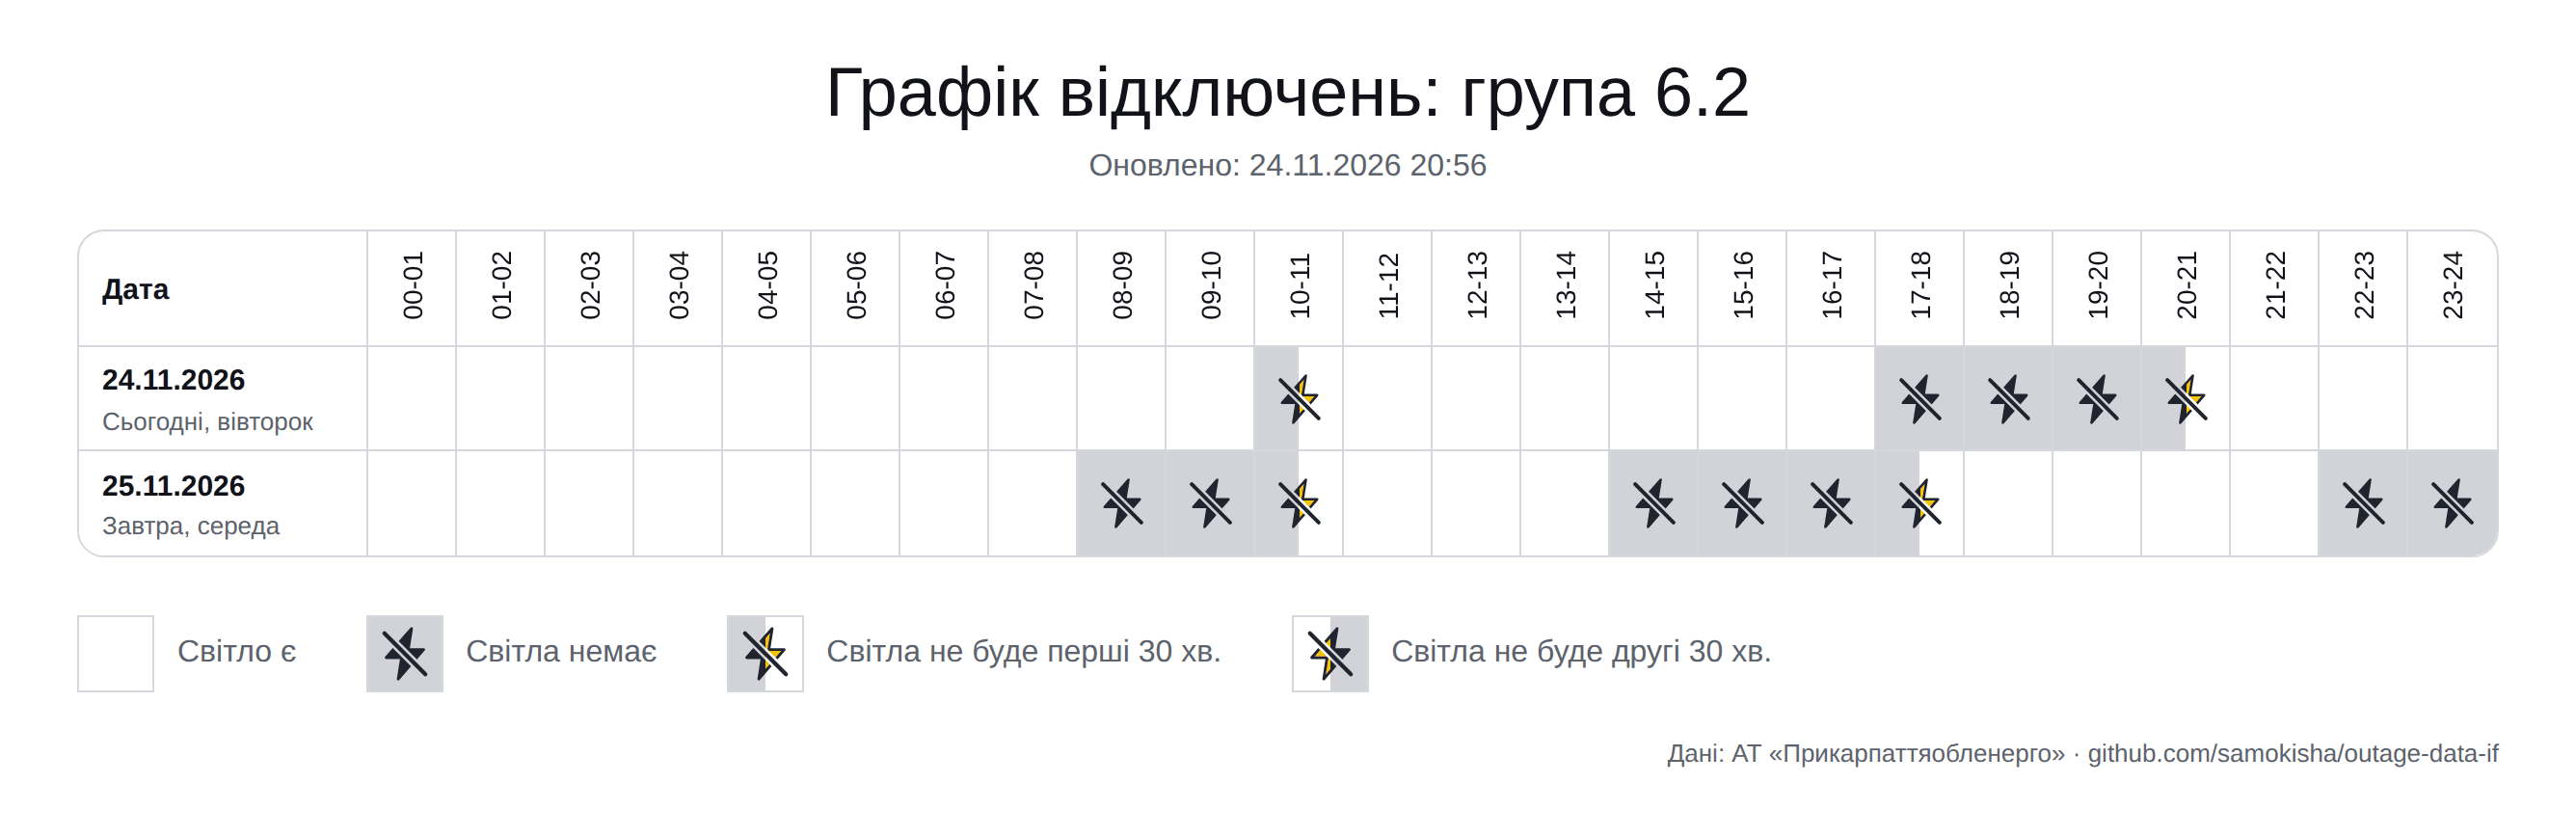 Графік відключень: група 6.2
Оновлено: 24.11.2026 20:56
Дата 00-01 01-02 02-03 03-04 04-05 05-06 06-07 07-08 08-09 09-10 10-11 11-12 12-13 13-14 14-15 15-16 16-17 17-18 18-19 19-20 20-21 21-22 22-23 23-24
24.11.2026
Сьогодні, вівторок
25.11.2026
Завтра, середа
Світло є Світла немає Світла не буде перші 30 хв. Світла не буде другі 30 хв.
Дані: АТ «Прикарпаттяобленерго» · github.com/samokisha/outage-data-if